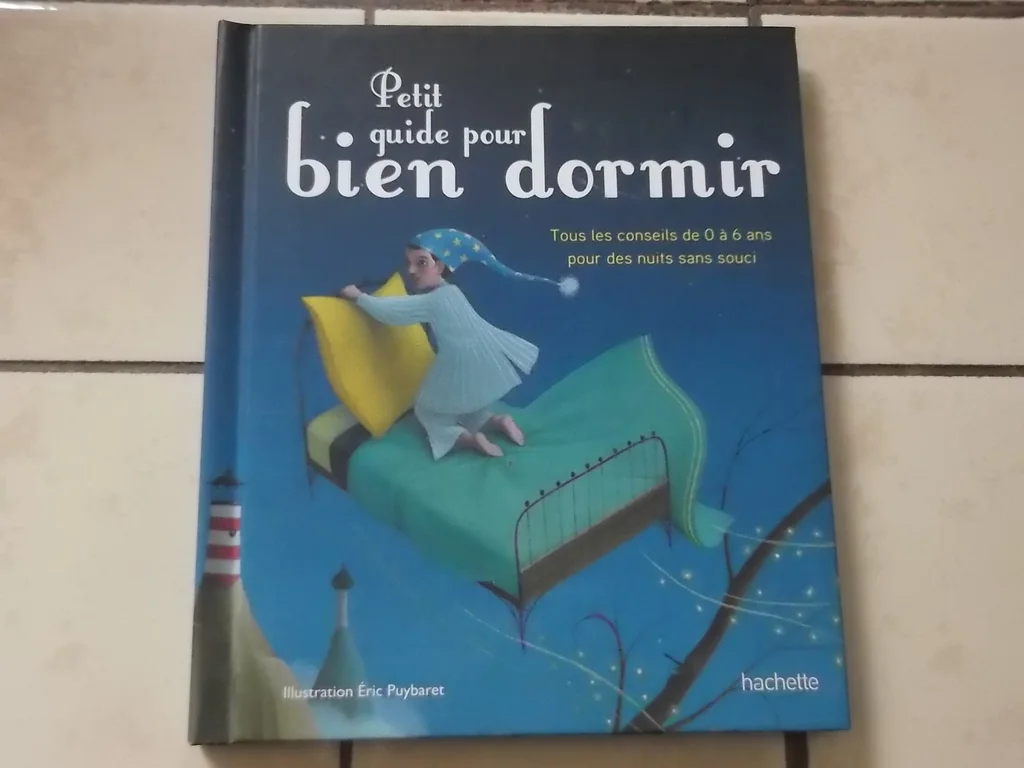 Petit
guide pour
bien dormir
Tous les conseils de 0 à 6 ans
pour des nuits sans souci
Illustration Éric Puybaret
hachette